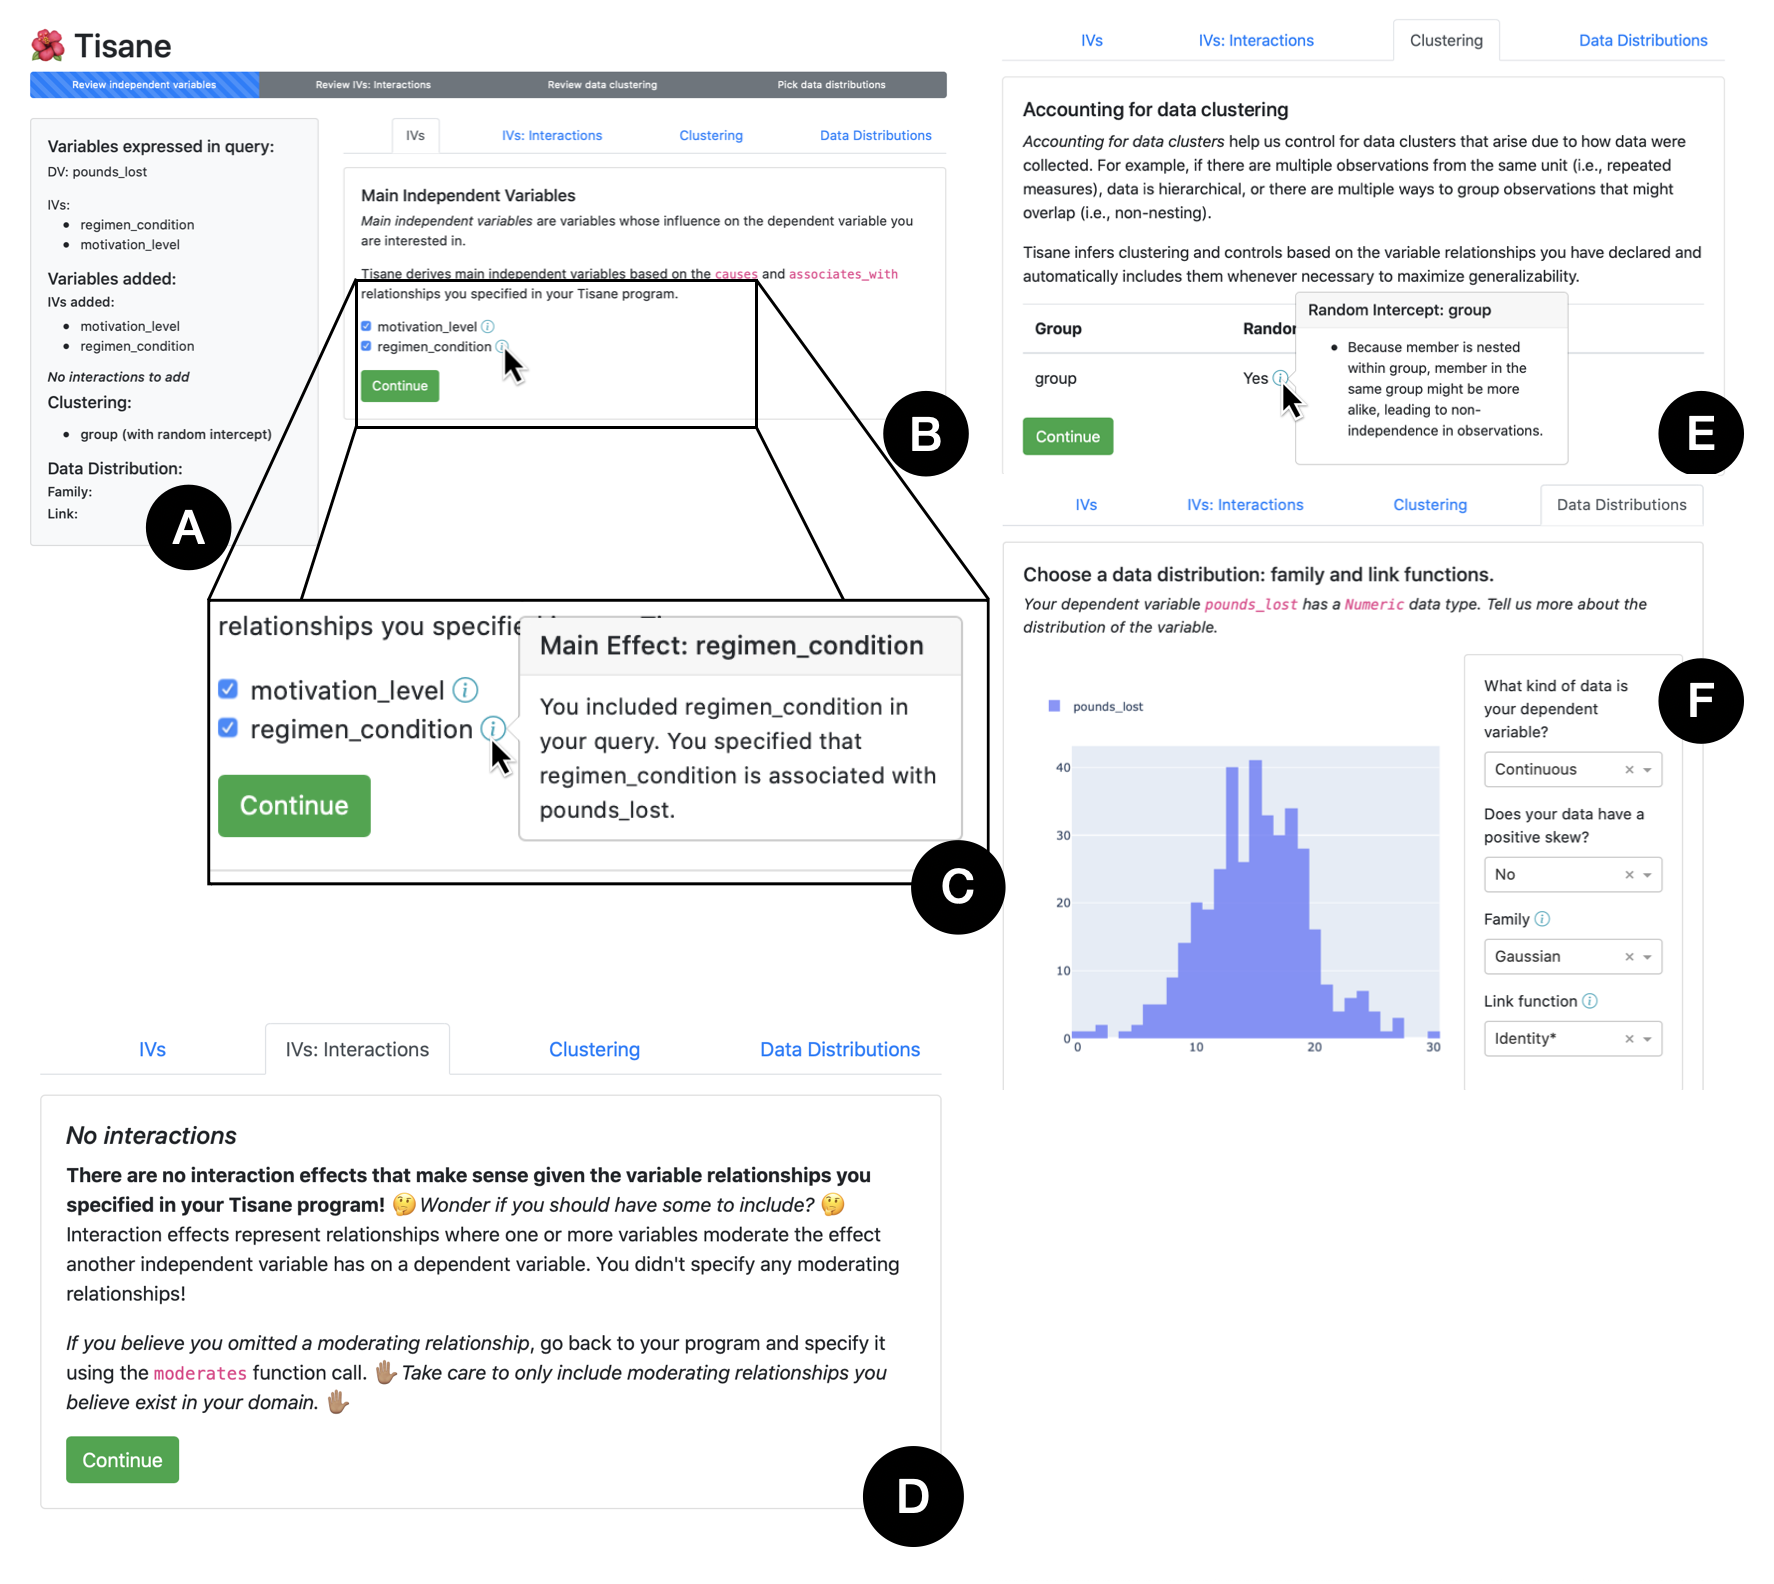 Tisane
Review independent variables
Review IVs: Interactions
Review data clustering
Pick data distributions
Variables expressed in query:
DV: pounds_lost
IVs:
• regimen_condition
• motivation_level
Variables added:
IVs added:
• motivation_level
• regimen_condition
No interactions to add
Clustering:
• group (with random intercept)
Data Distribution:
Family:
Link:
A
IVs
IVs: Interactions
Clustering
Data Distributions
Main Independent Variables
Main independent variables are variables whose influence on the dependent variable you
are interested in.
Tisane derives main independent variables based on the causes and associates_with
relationships you specified in your Tisane program.
motivation_level
regimen_condition
Continue
B
relationships you specifie
motivation_level
regimen_condition
Continue
Main Effect: regimen_condition
You included regimen_condition in
your query. You specified that
regimen_condition is associated with
pounds_lost.
C
IVs
IVs: Interactions
Clustering
Data Distributions
No interactions
There are no interaction effects that make sense given the variable relationships you
specified in your Tisane program! 🤔 Wonder if you should have some to include? 🤔
Interaction effects represent relationships where one or more variables moderate the effect
another independent variable has on a dependent variable. You didn't specify any moderating
relationships!
If you believe you omitted a moderating relationship, go back to your program and specify it
using the moderates function call. 🖐🏽 Take care to only include moderating relationships you
believe exist in your domain. 🖐🏽
Continue
D
IVs
IVs: Interactions
Clustering
Data Distributions
Accounting for data clustering
Accounting for data clusters help us control for data clusters that arise due to how data were
collected. For example, if there are multiple observations from the same unit (i.e., repeated
measures), data is hierarchical, or there are multiple ways to group observations that might
overlap (i.e., non-nesting).
Tisane infers clustering and controls based on the variable relationships you have declared and
automatically includes them whenever necessary to maximize generalizability.
Group
Randor
group
Yes
Random Intercept: group
• Because member is nested
within group, member in the
same group might be more
alike, leading to non-
independence in observations.
Continue
E
IVs
IVs: Interactions
Clustering
Data Distributions
Choose a data distribution: family and link functions.
Your dependent variable pounds_lost has a Numeric data type. Tell us more about the
distribution of the variable.
pounds_lost
40
30
20
10
0
0
10
20
30
What kind of data is
your dependent
variable?
Continuous
Does your data have a
positive skew?
No
Family
Gaussian
Link function
Identity*
F